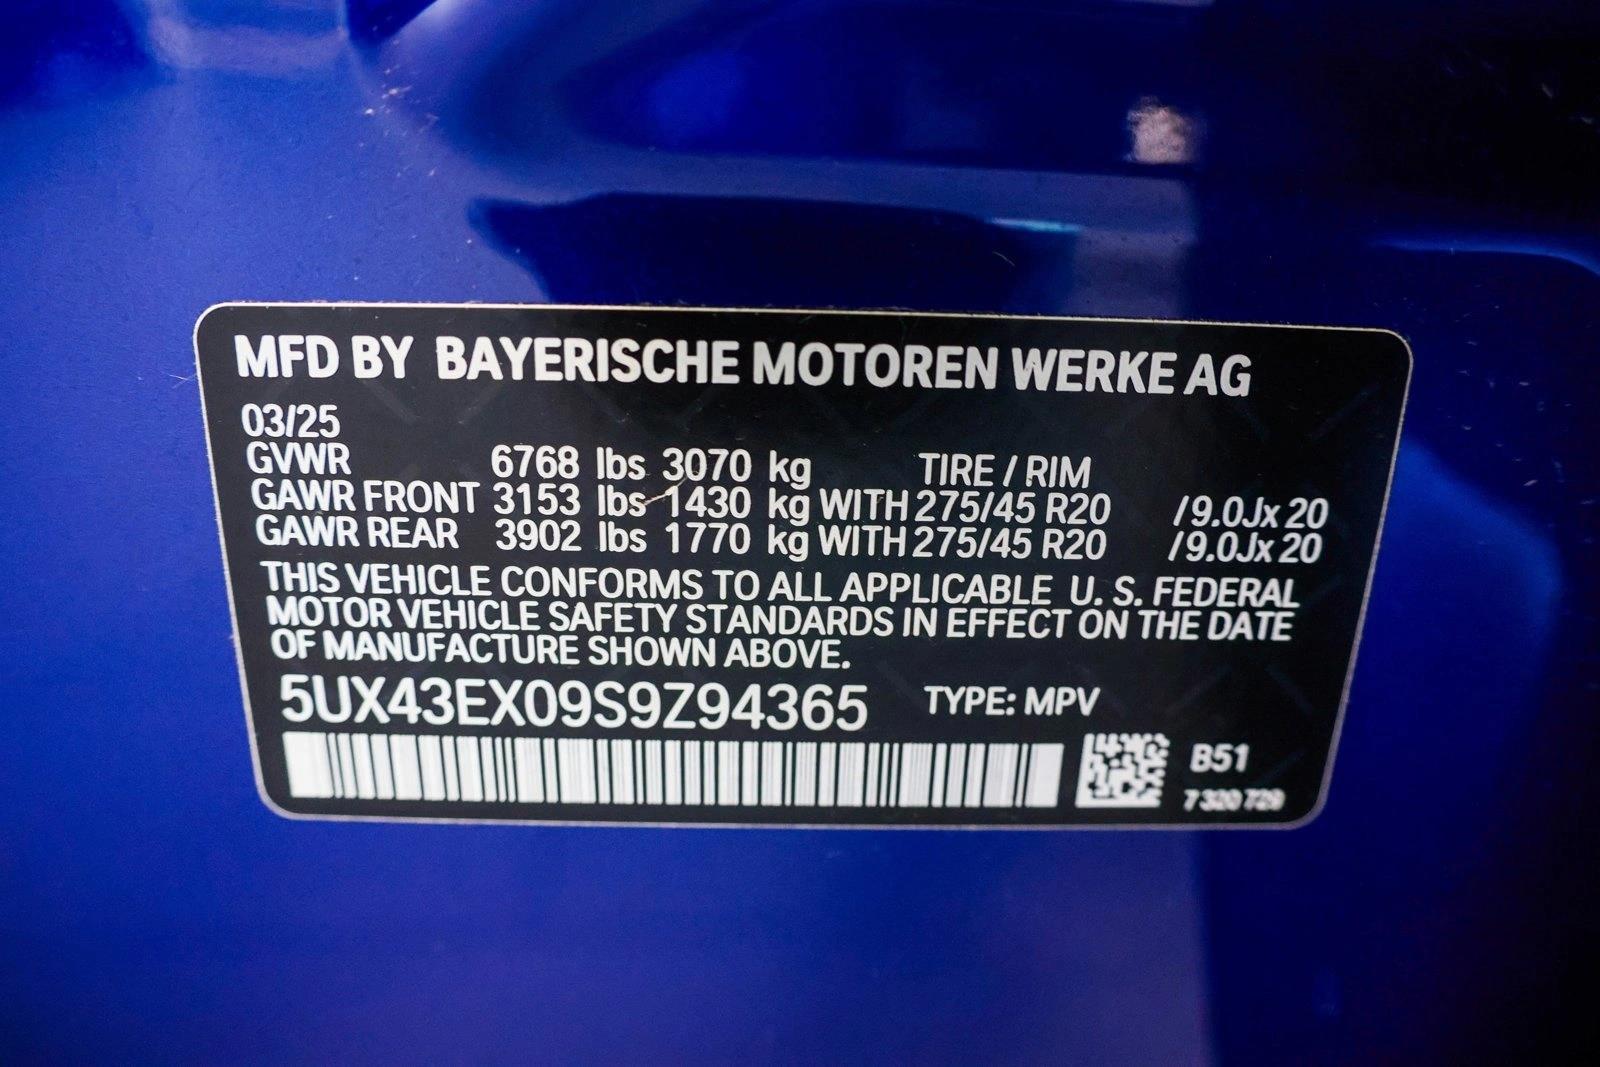 MFD BY BAYERISCHE MOTOREN WERKE AG
03/25
GVWR 6768 lbs 3070 kg TIRE / RIM
GAWR FRONT 3153 lbs 1430 kg WITH 275/45 R20 /9.0Jx 20
GAWR REAR 3902 lbs 1770 kg WITH 275/45 R20 /9.0Jx 20
THIS VEHICLE CONFORMS TO ALL APPLICABLE U. S. FEDERAL
MOTOR VEHICLE SAFETY STANDARDS IN EFFECT ON THE DATE
OF MANUFACTURE SHOWN ABOVE.
5UX43EX09S9Z94365 TYPE: MPV
B51
7 320 729